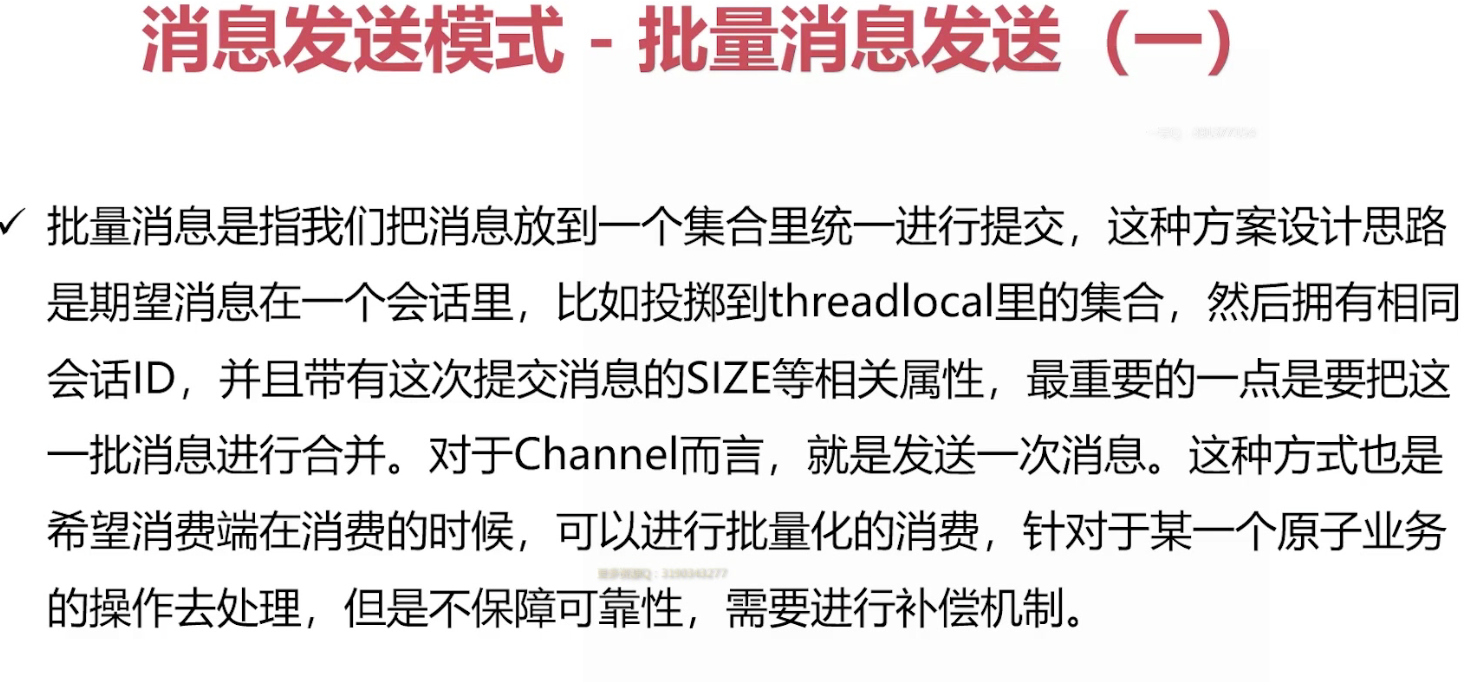 消息发送模式 - 批量消息发送（一）
✓ 批量消息是指我们把消息放到一个集合里统一进行提交，这种方案设计思路
是期望消息在一个会话里，比如投掷到threadlocal里的集合，然后拥有相同
会话ID，并且带有这次提交消息的SIZE等相关属性，最重要的一点是要把这
一批消息进行合并。对于Channel而言，就是发送一次消息。这种方式也是
希望消费端在消费的时候，可以进行批量化的消费，针对于某一个原子业务
的操作去处理，但是不保障可靠性，需要进行补偿机制。